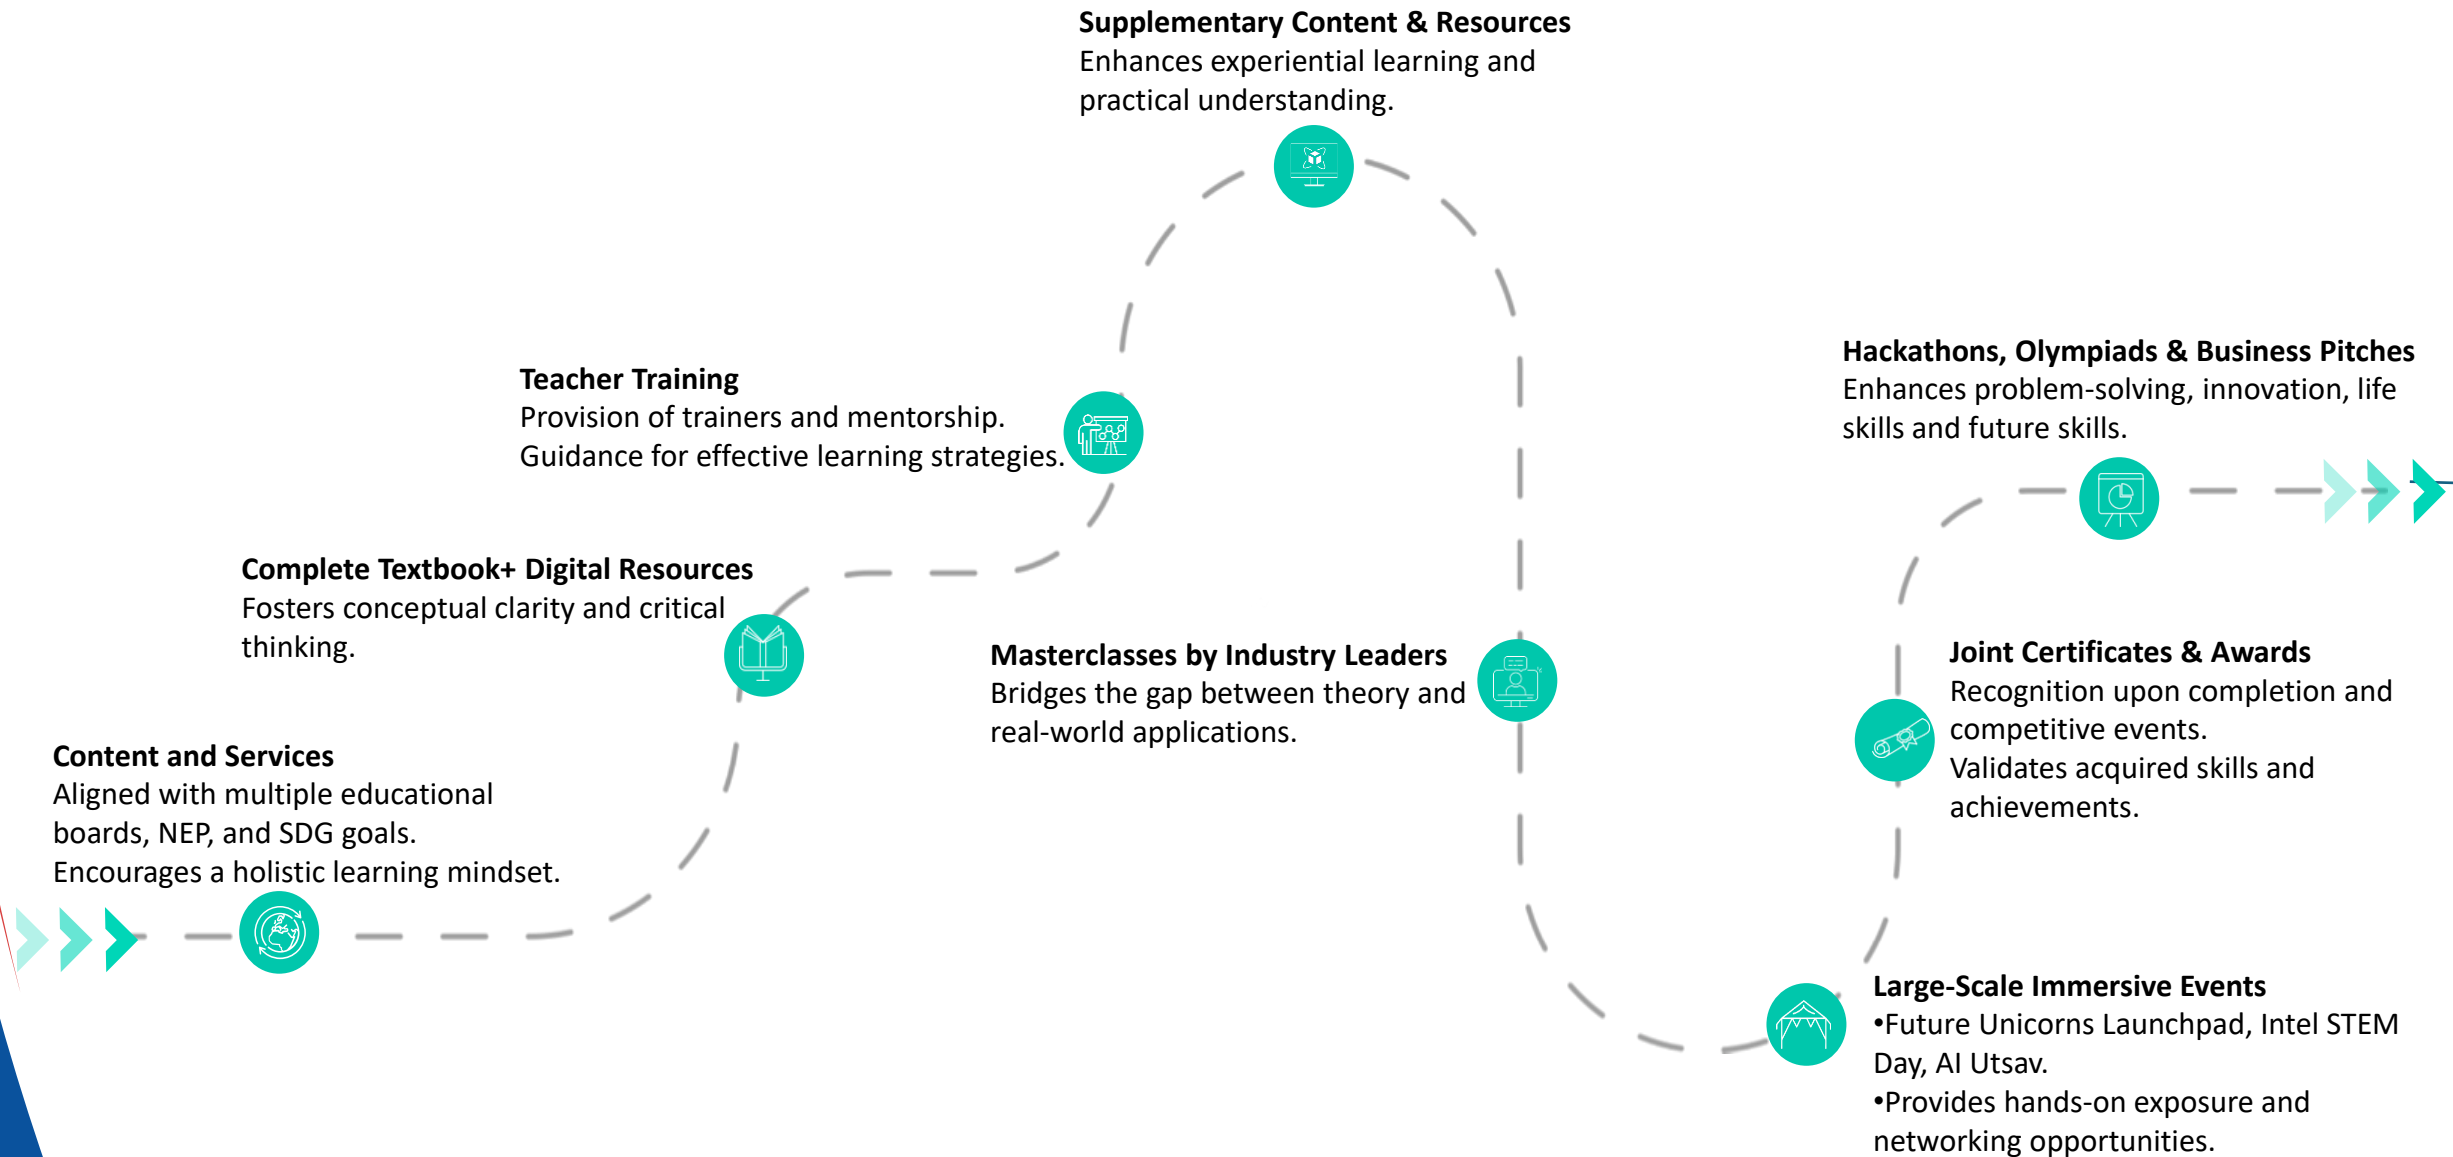 Supplementary Content & Resources
Enhances experiential learning and
practical understanding.
Teacher Training
Provision of trainers and mentorship.
Guidance for effective learning strategies.
Hackathons, Olympiads & Business Pitches
Enhances problem-solving, innovation, life
skills and future skills.
Complete Textbook+ Digital Resources
Fosters conceptual clarity and critical
thinking.
Masterclasses by Industry Leaders
Bridges the gap between theory and
real-world applications.
Joint Certificates & Awards
Recognition upon completion and
competitive events.
Validates acquired skills and
achievements.
Content and Services
Aligned with multiple educational
boards, NEP, and SDG goals.
Encourages a holistic learning mindset.
Large-Scale Immersive Events
•Future Unicorns Launchpad, Intel STEM
Day, AI Utsav.
•Provides hands-on exposure and
networking opportunities.